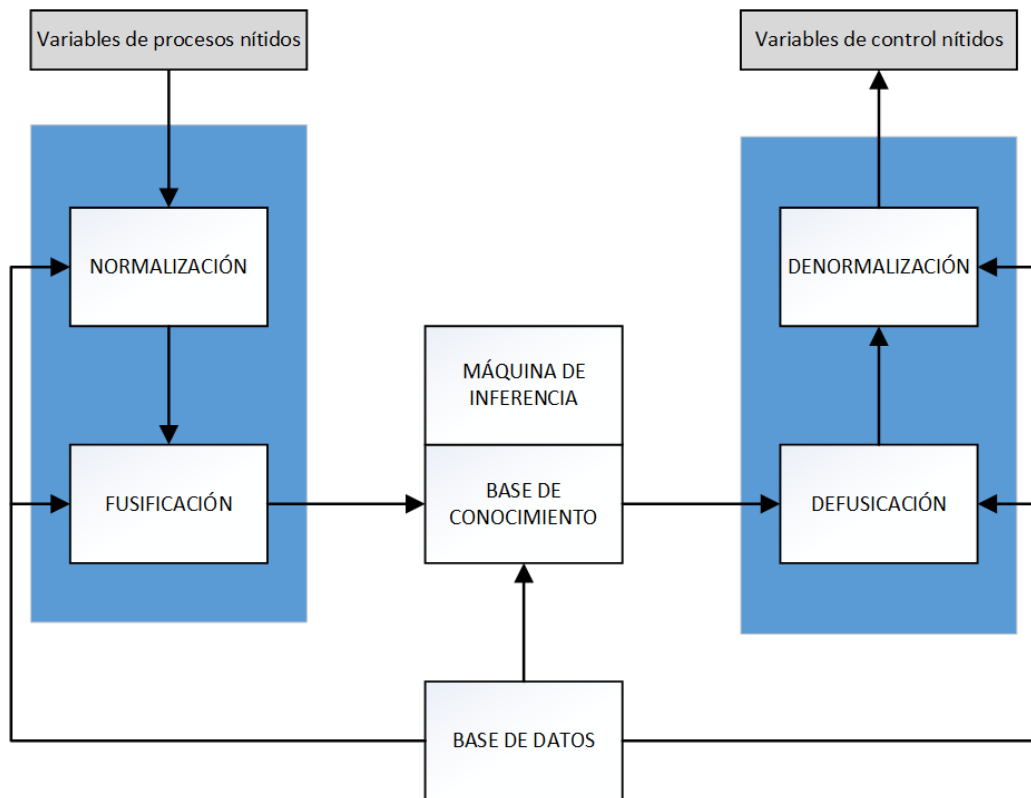 Variables de procesos nítidos
Variables de control nítidos
NORMALIZACIÓN
DENORMALIZACIÓN
MÁQUINA DE
INFERENCIA
FUSIFICACIÓN
BASE DE
CONOCIMIENTO
DEFUSICACIÓN
BASE DE DATOS